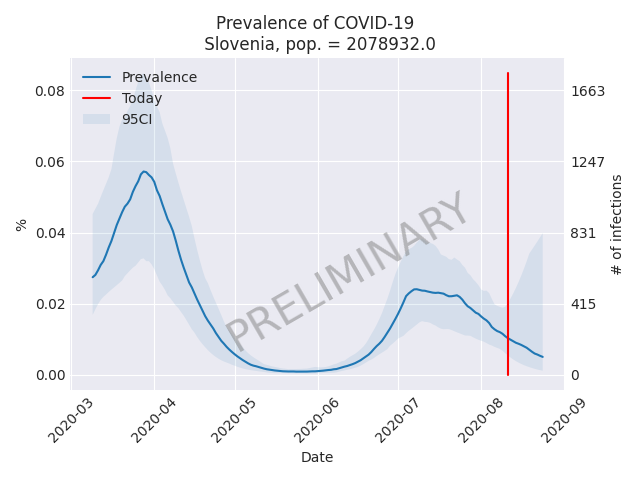 Prevalence of COVID-19
Slovenia, pop. = 2078932.0
Prevalence
Today
95CI
0.08
0.06
0.04
0.02
0.00
%
1663
1247
831
415
0
# of infections
PRELIMINARY
2020-03
2020-04
2020-05
2020-06
2020-07
2020-08
2020-09
Date